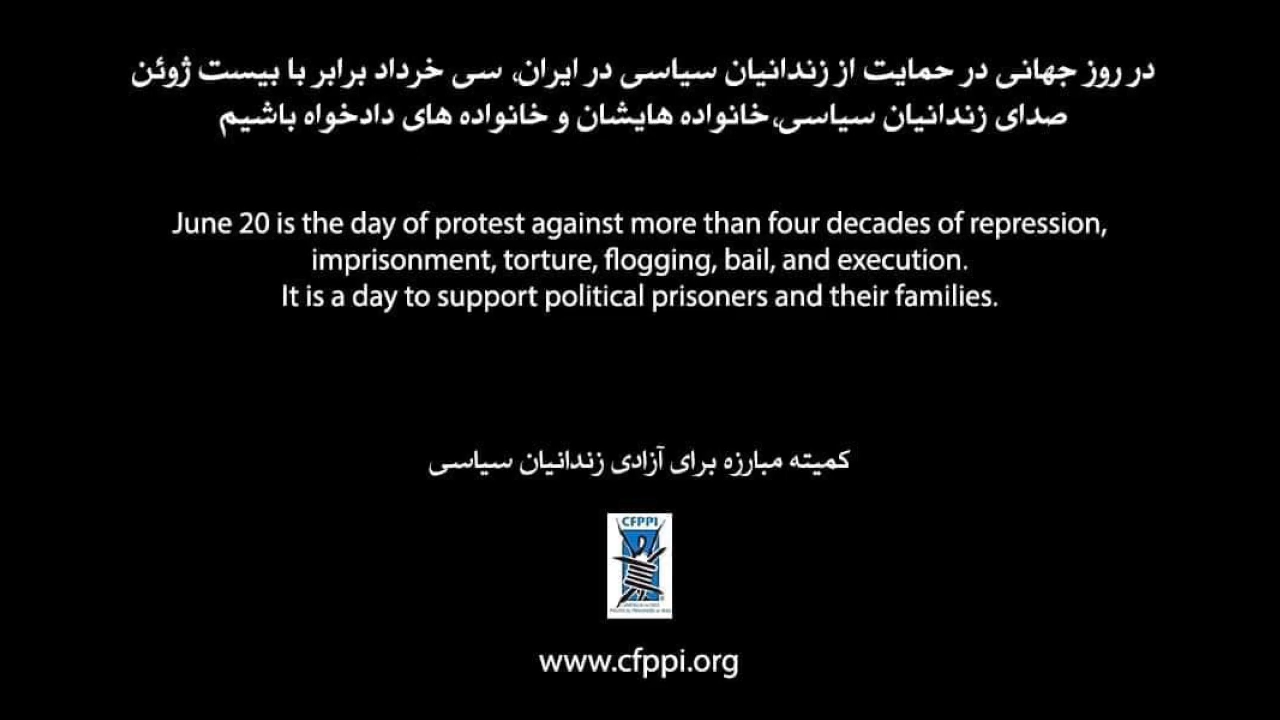 در روز جهانی در حمایت از زندانیان سیاسی در ایران، سی خرداد برابر با بیست ژوئن
صدای زندانیان سیاسی،خانواده هایشان و خانواده های دادخواه باشیم
June 20 is the day of protest against more than four decades of repression,
imprisonment, torture, flogging, bail, and execution.
It is a day to support political prisoners and their families.
کمیته مبارزه برای آزادی زندانیان سیاسی
CFPPI
www.cfppi.org